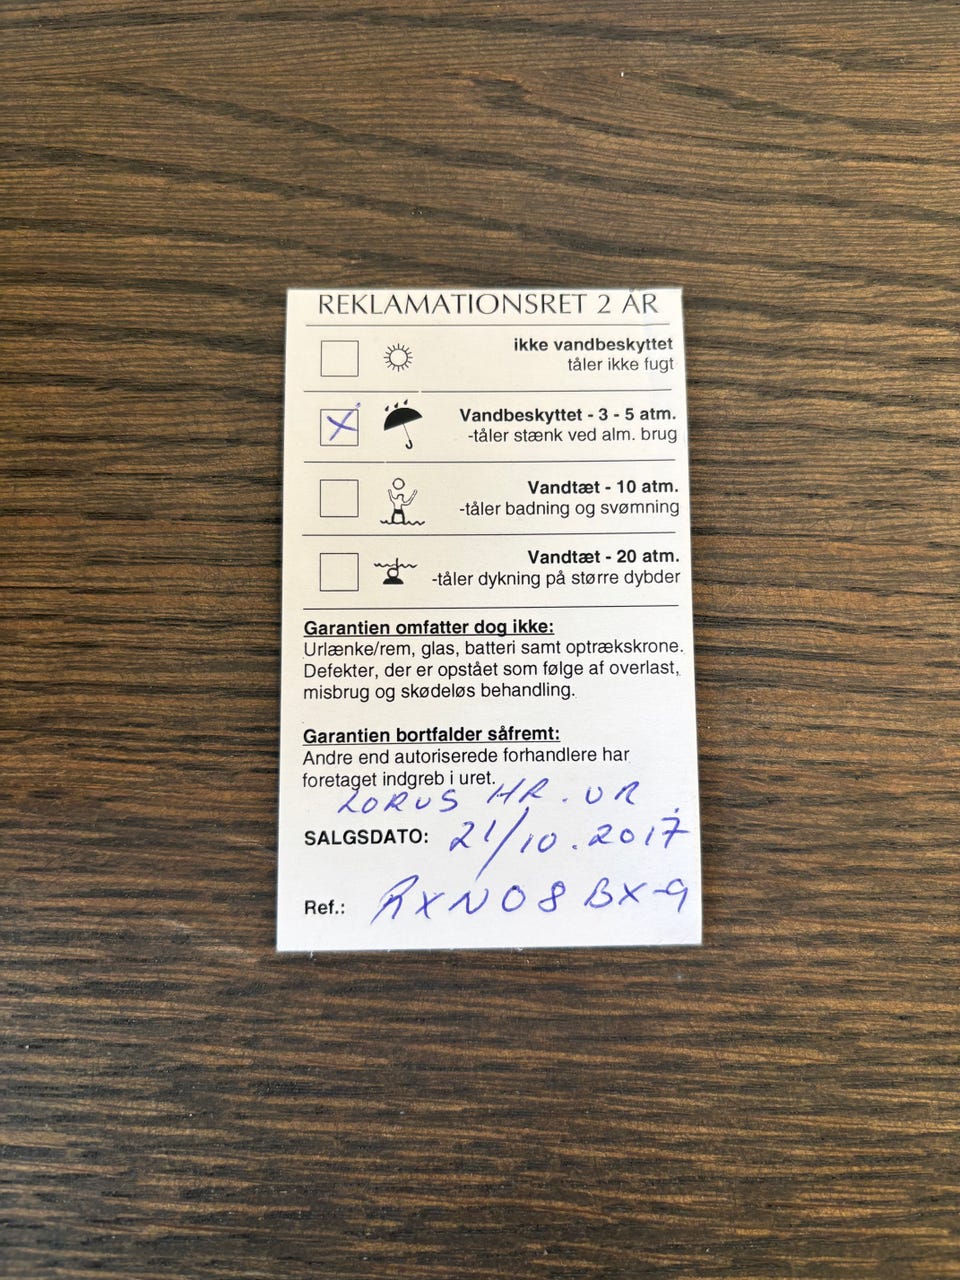 REKLAMATIONSRET 2 ÅR
ikke vandbeskyttet
tåler ikke fugt
Vandbeskyttet - 3 - 5 atm.
-tåler stænk ved alm. brug
Vandtæt - 10 atm.
-tåler badning og svømning
Vandtæt - 20 atm.
-tåler dykning på større dybder
Garantien omfatter dog ikke:
Urlænke/rem, glas, batteri samt optrækskrone.
Defekter, der er opstået som følge af overlast,
misbrug og skødeløs behandling.
Garantien bortfalder såfremt:
Andre end autoriserede forhandlere har
foretaget indgreb i uret.
LORUS HR. UR
SALGSDATO: 21/10.2017
Ref.: RXN08BX-9